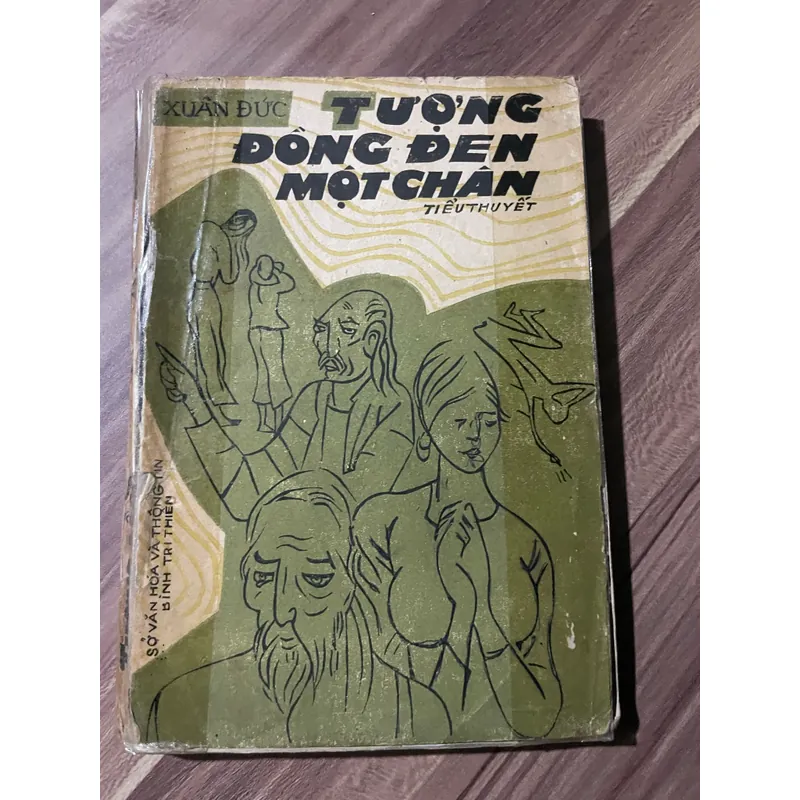 XUÂN ĐỨC
TƯỢNG
ĐỒNG ĐEN
MỘT CHÂN
TIỂU THUYẾT
SỞ VĂN HÓA VÀ THÔNG TIN
BÌNH TRỊ THIÊN